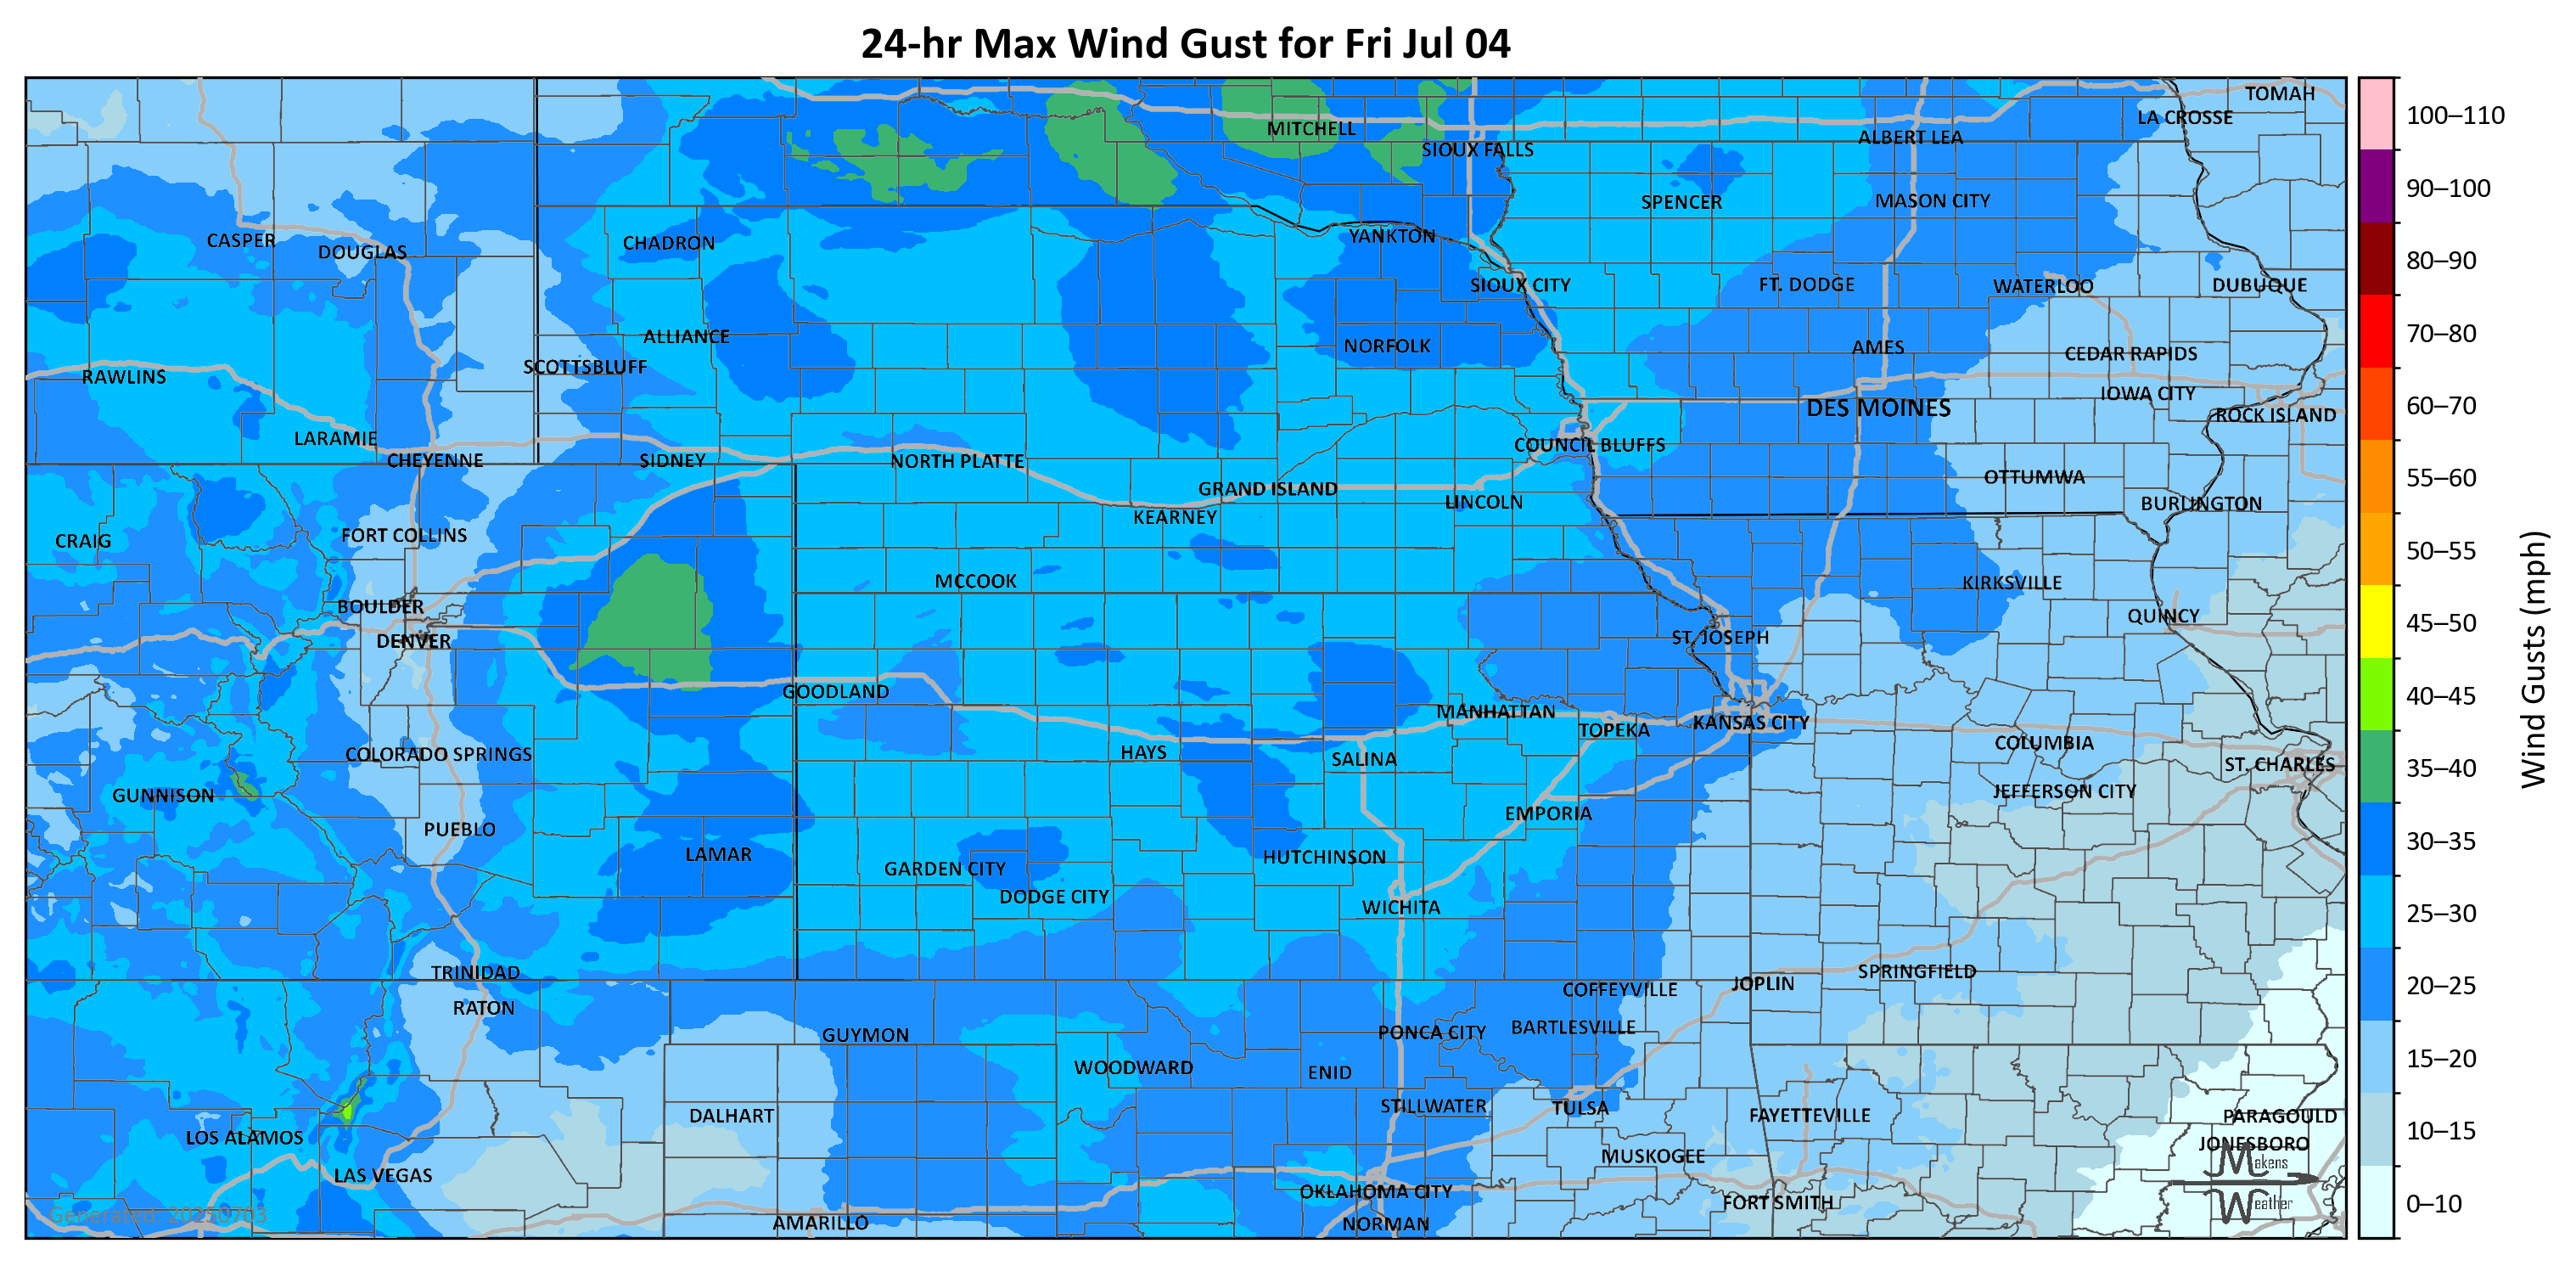 24-hr Max Wind Gust for Fri Jul 04
TOMAH
LA CROSSE
MITCHELL
ALBERT LEA
SIOUX FALLS
SPENCER
MASON CITY
CASPER
CHADRON
YANKTON
DOUGLAS
SIOUX CITY
FT. DODGE
WATERLOO
DUBUQUE
ALLIANCE
NORFOLK
AMES
CEDAR RAPIDS
SCOTTSBLUFF
RAWLINS
IOWA CITY
DES MOINES
ROCK ISLAND
LARAMIE
COUNCIL BLUFFS
CHEYENNE
SIDNEY
NORTH PLATTE
OTTUMWA
GRAND ISLAND
LINCOLN
BURLINGTON
KEARNEY
CRAIG
FORT COLLINS
MCCOOK
KIRKSVILLE
BOULDER
QUINCY
DENVER
ST. JOSEPH
GOODLAND
MANHATTAN
KANSAS CITY
TOPEKA
COLUMBIA
COLORADO SPRINGS
HAYS
SALINA
ST. CHARLES
GUNNISON
JEFFERSON CITY
EMPORIA
PUEBLO
LAMAR
HUTCHINSON
GARDEN CITY
DODGE CITY
WICHITA
TRINIDAD
SPRINGFIELD
JOPLIN
COFFEYVILLE
RATON
BARTLESVILLE
PONCA CITY
GUYMON
WOODWARD
ENID
STILLWATER
TULSA
DALHART
FAYETTEVILLE
PARAGOULD
LOS ALAMOS
JONESBORO
MUSKOGEE
LAS VEGAS
OKLAHOMA CITY
FORT SMITH
AMARILLO
NORMAN
Generated: 20250703
Makens
Weather
100–110
90–100
80–90
70–80
60–70
55–60
50–55
45–50
40–45
35–40
30–35
25–30
20–25
15–20
10–15
0–10
Wind Gusts (mph)